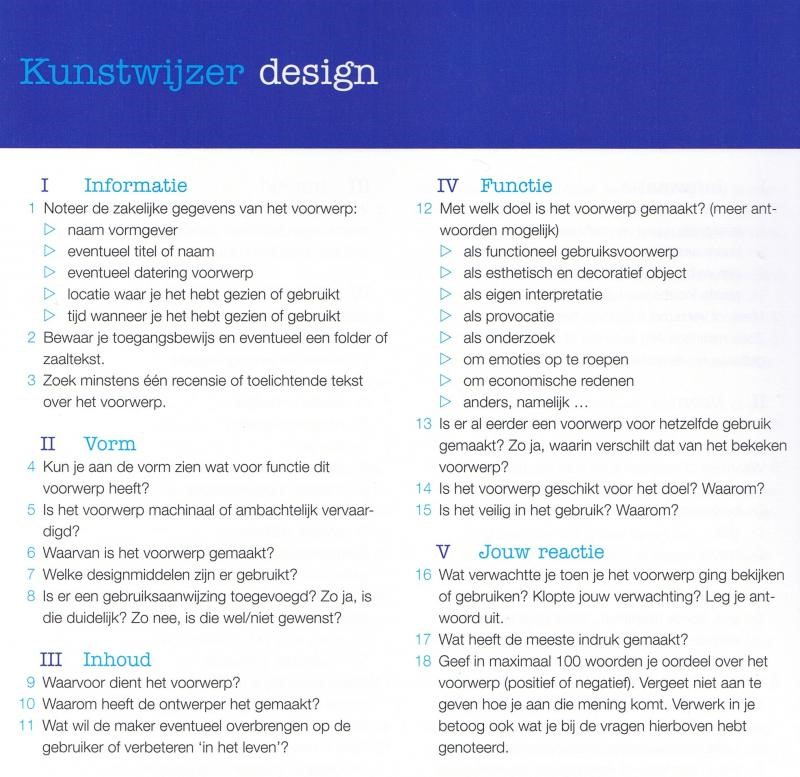 Kunstwijzer design
I Informatie
1 Noteer de zakelijke gegevens van het voorwerp:
▷ naam vormgever
▷ eventueel titel of naam
▷ eventueel datering voorwerp
▷ locatie waar je het hebt gezien of gebruikt
▷ tijd wanneer je het hebt gezien of gebruikt
2 Bewaar je toegangsbewijs en eventueel een folder of
zaaltekst.
3 Zoek minstens één recensie of toelichtende tekst
over het voorwerp.
II Vorm
4 Kun je aan de vorm zien wat voor functie dit
voorwerp heeft?
5 Is het voorwerp machinaal of ambachtelijk vervaar-
digd?
6 Waarvan is het voorwerp gemaakt?
7 Welke designmiddelen zijn er gebruikt?
8 Is er een gebruiksaanwijzing toegevoegd? Zo ja, is
die duidelijk? Zo nee, is die wel/niet gewenst?
III Inhoud
9 Waarvoor dient het voorwerp?
10 Waarom heeft de ontwerper het gemaakt?
11 Wat wil de maker eventueel overbrengen op de
gebruiker of verbeteren ‘in het leven’?
IV Functie
12 Met welk doel is het voorwerp gemaakt? (meer ant-
woorden mogelijk)
▷ als functioneel gebruiksvoorwerp
▷ als esthetisch en decoratief object
▷ als eigen interpretatie
▷ als provocatie
▷ als onderzoek
▷ om emoties op te roepen
▷ om economische redenen
▷ anders, namelijk …
13 Is er al eerder een voorwerp voor hetzelfde gebruik
gemaakt? Zo ja, waarin verschilt dat van het bekeken
voorwerp?
14 Is het voorwerp geschikt voor het doel? Waarom?
15 Is het veilig in het gebruik? Waarom?
V Jouw reactie
16 Wat verwachtte je toen je het voorwerp ging bekijken
of gebruiken? Klopte jouw verwachting? Leg je ant-
woord uit.
17 Wat heeft de meeste indruk gemaakt?
18 Geef in maximaal 100 woorden je oordeel over het
voorwerp (positief of negatief). Vergeet niet aan te
geven hoe je aan die mening komt. Verwerk in je
betoog ook wat je bij de vragen hierboven hebt
genoteerd.